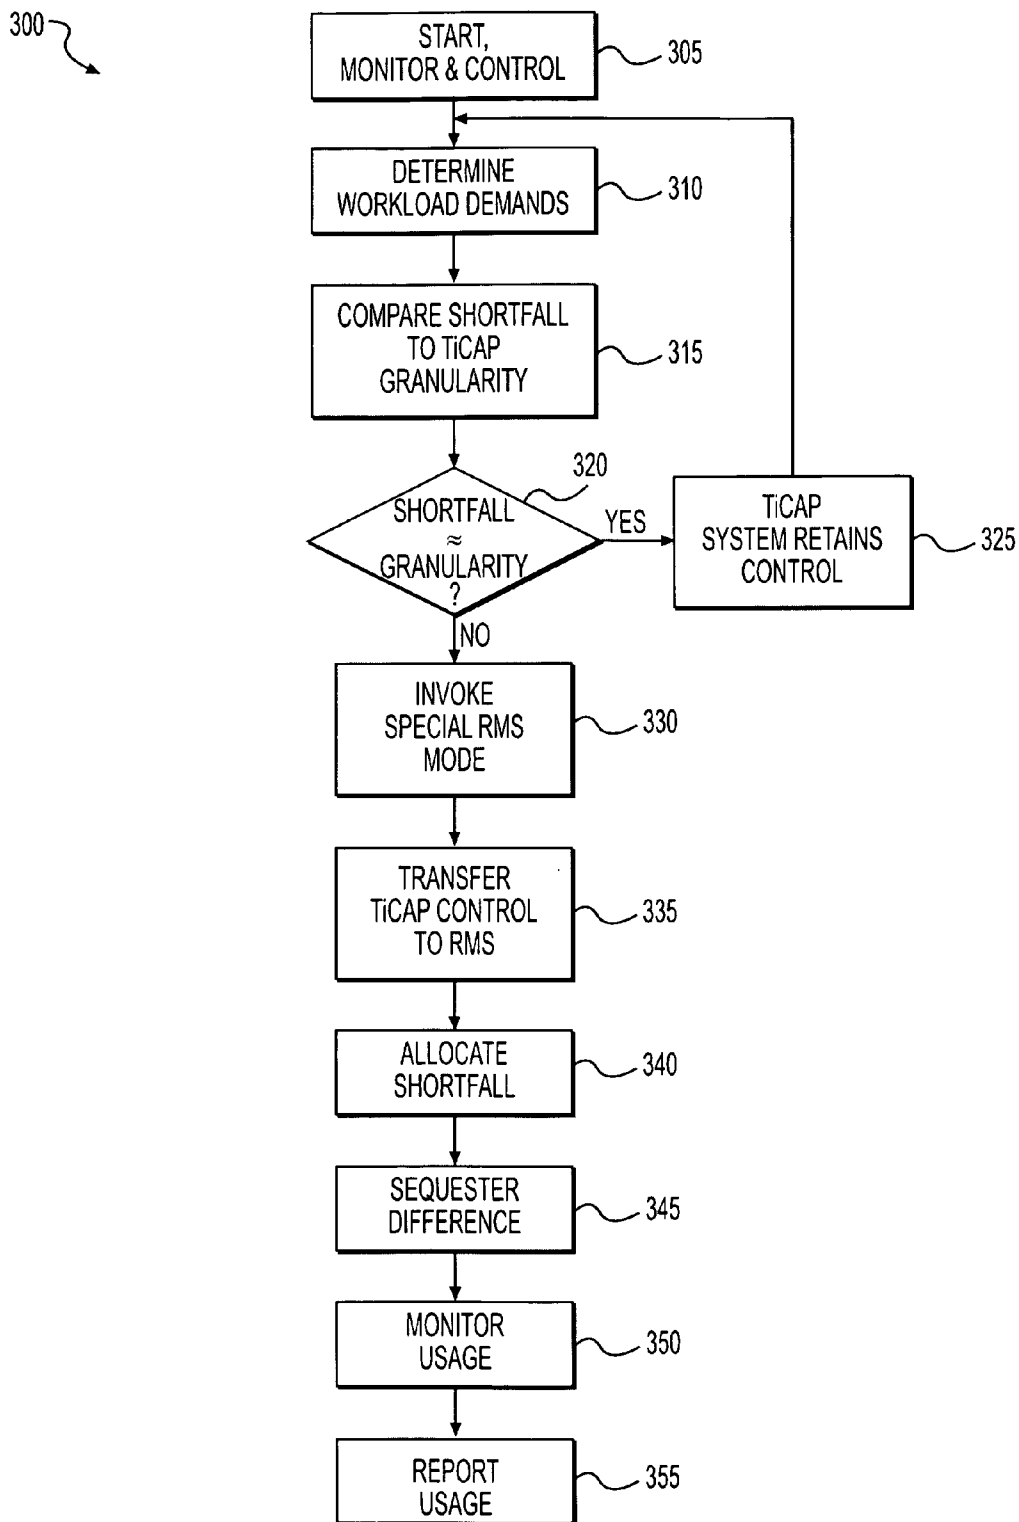 300
START,
MONITOR & CONTROL
305
DETERMINE
WORKLOAD DEMANDS
310
COMPARE SHORTFALL
TO TiCAP
GRANULARITY
315
320
SHORTFALL
≈
GRANULARITY
?
YES
TiCAP
SYSTEM RETAINS
CONTROL
325
NO
INVOKE
SPECIAL RMS
MODE
330
TRANSFER
TiCAP CONTROL
TO RMS
335
ALLOCATE
SHORTFALL
340
SEQUESTER
DIFFERENCE
345
MONITOR
USAGE
350
REPORT
USAGE
355